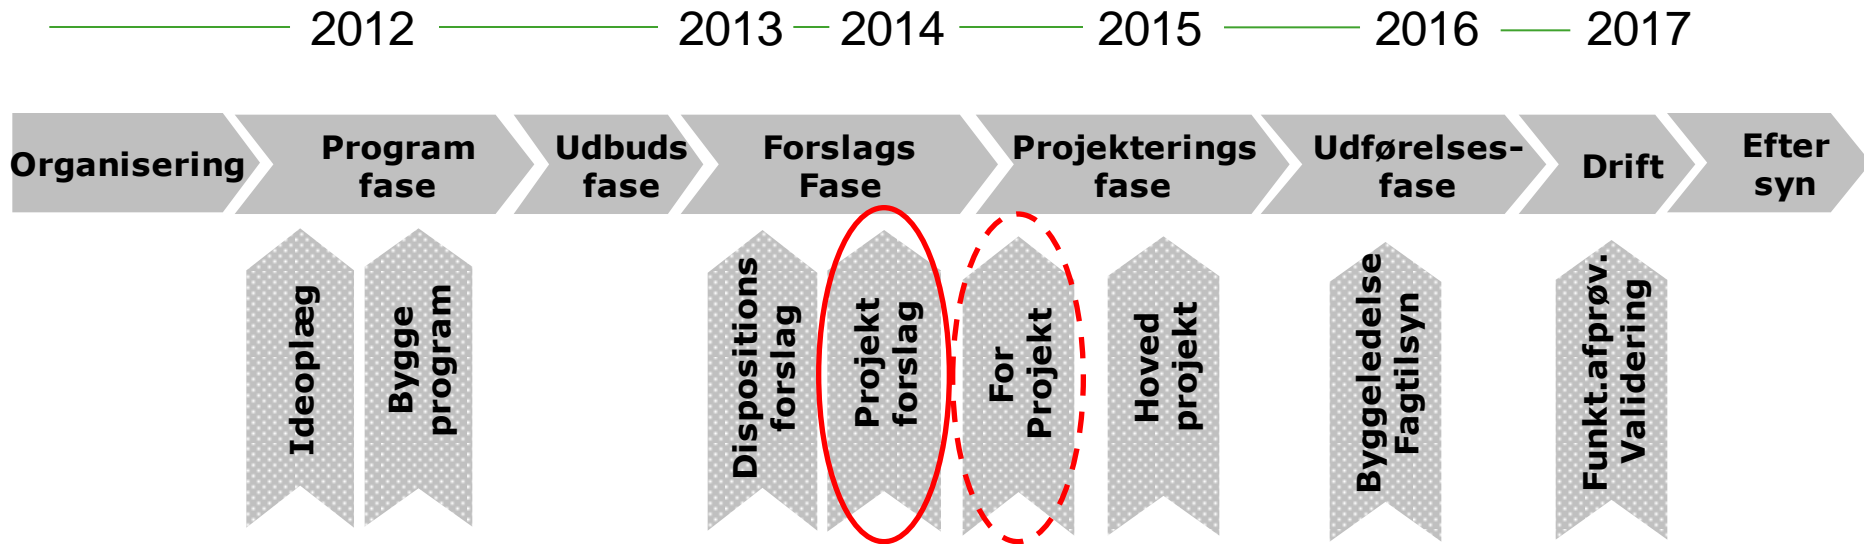 2012 2013 2014 2015 2016 2017
Organisering
Program
fase
Udbuds
fase
Forslags
Fase
Projekterings
fase
Udførelses-
fase
Drift
Efter
syn
Ideoplæg
Bygge
program
Dispositions
forslag
Projekt
forslag
For
Projekt
Hoved
projekt
Byggeledelse
Fagtilsyn
Funkt.afprøv.
Validering